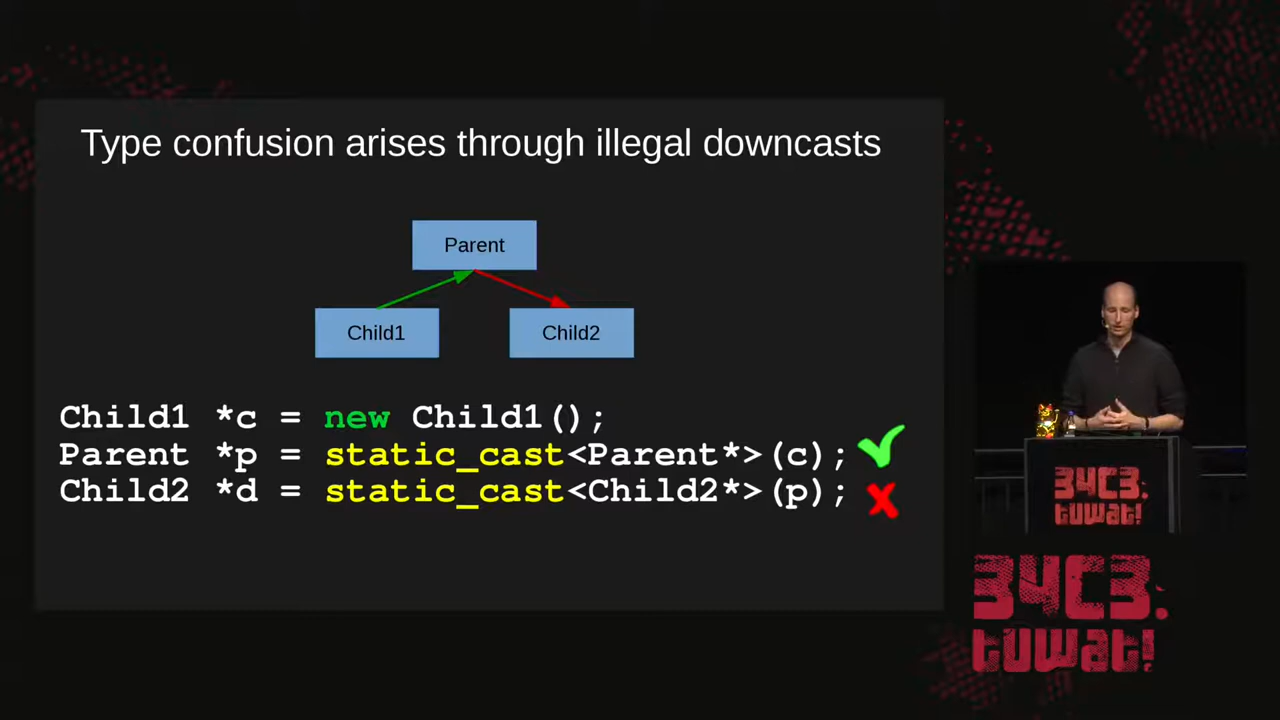 Type confusion arises through illegal downcasts
Parent
Child1
Child2
Child1 *c = new Child1();
Parent *p = static_cast<Parent*>(c);
Child2 *d = static_cast<Child2*>(p);
34C3.
tuwat!
34C3.
tuwat!